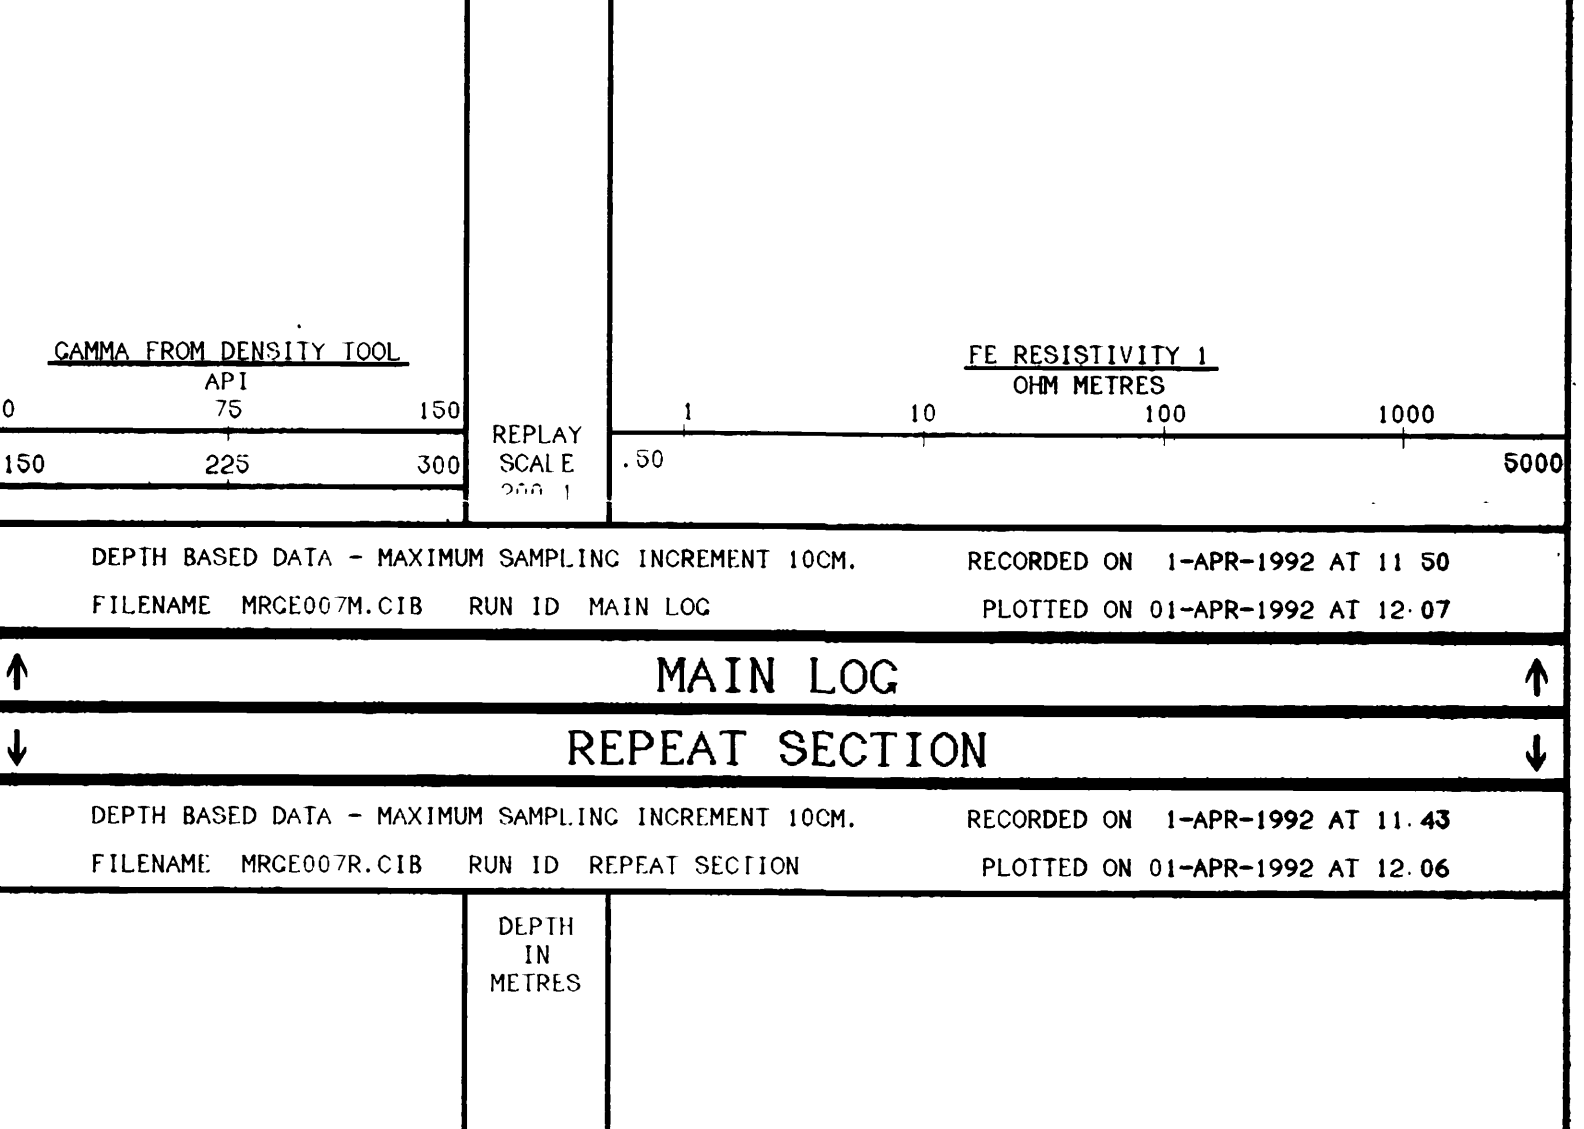 GAMMA FROM DENSITY TOOL
API
0 75 150
150 225 300
REPLAY
SCALE
FE RESISTIVITY 1
OHM METRES
1 10 100 1000
.50 5000
DEPTH BASED DATA - MAXIMUM SAMPLING INCREMENT 10CM. RECORDED ON 1-APR-1992 AT 11 50
FILENAME MRGE007M.CIB RUN ID MAIN LOG PLOTTED ON 01-APR-1992 AT 12.07
↑ MAIN LOG ↑
↓ REPEAT SECTION ↓
DEPTH BASED DATA - MAXIMUM SAMPLING INCREMENT 10CM. RECORDED ON 1-APR-1992 AT 11.43
FILENAME MRGE007R.CIB RUN ID REPEAT SECTION PLOTTED ON 01-APR-1992 AT 12.06
DEPTH
IN
METRES